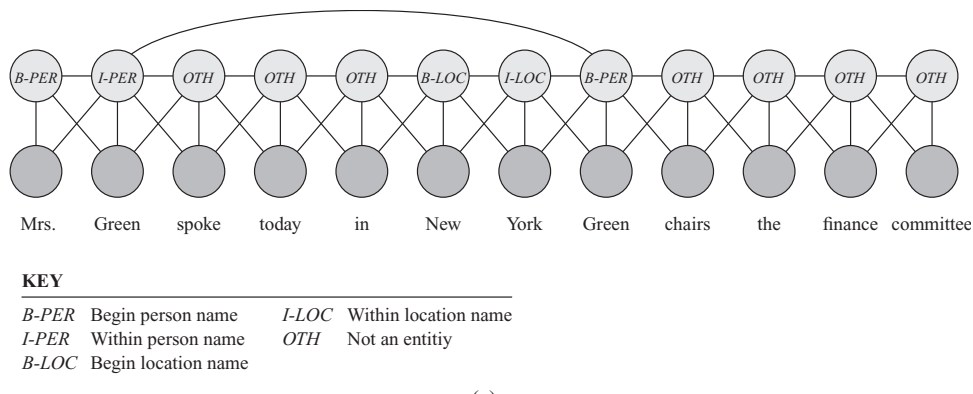 B-PER I-PER OTH OTH OTH B-LOC I-LOC B-PER OTH OTH OTH OTH
Mrs. Green spoke today in New York Green chairs the finance committee
KEY
B-PER Begin person name I-LOC Within location name
I-PER Within person name OTH Not an entitiy
B-LOC Begin location name